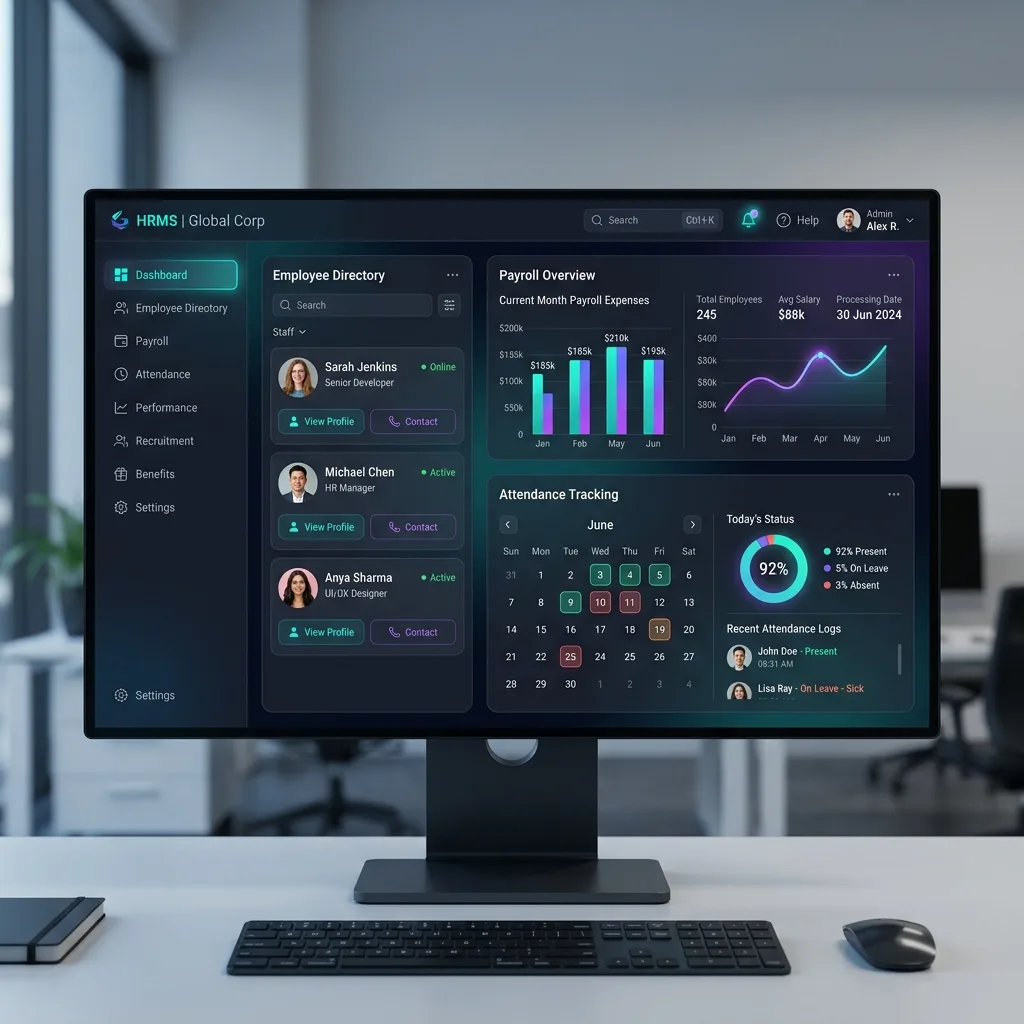 HRMS | Global Corp
Search Ctrl+K
Help
Admin
Alex R.
Dashboard
Employee Directory
Payroll
Attendance
Performance
Recruitment
Benefits
Settings
Settings
Employee Directory
Search
Staff
Sarah Jenkins
Online
Senior Developer
View Profile
Contact
Michael Chen
Active
HR Manager
View Profile
Contact
Anya Sharma
Active
UI/OX Designer
View Profile
Contact
Payroll Overview
Current Month Payroll Expenses
$200k
$185k
$100k
$50k
0
$185k
$185k
$210k
$195k
Jan Feb May Jun
Total Employees Avg Salary Processing Date
245 $88k 30 Jun 2024
$400
$80k
$80k
$80k
0
Jan Feb Mar Apr May Jun
Attendance Tracking
June
Sun Mon Tue Wed Thu Fri Sat
31 1 2 3 4 5 6
7 8 9 10 11 12 13
14 15 16 17 18 19 20
21 22 25 24 25 26 27
28 29 30 1 2 3 4
Today's Status
92%
92% Present
5% On Leave
3% Absent
Recent Attendance Logs
John Doe - Present
08:31 AM
Lisa Ray - On Leave - Sick